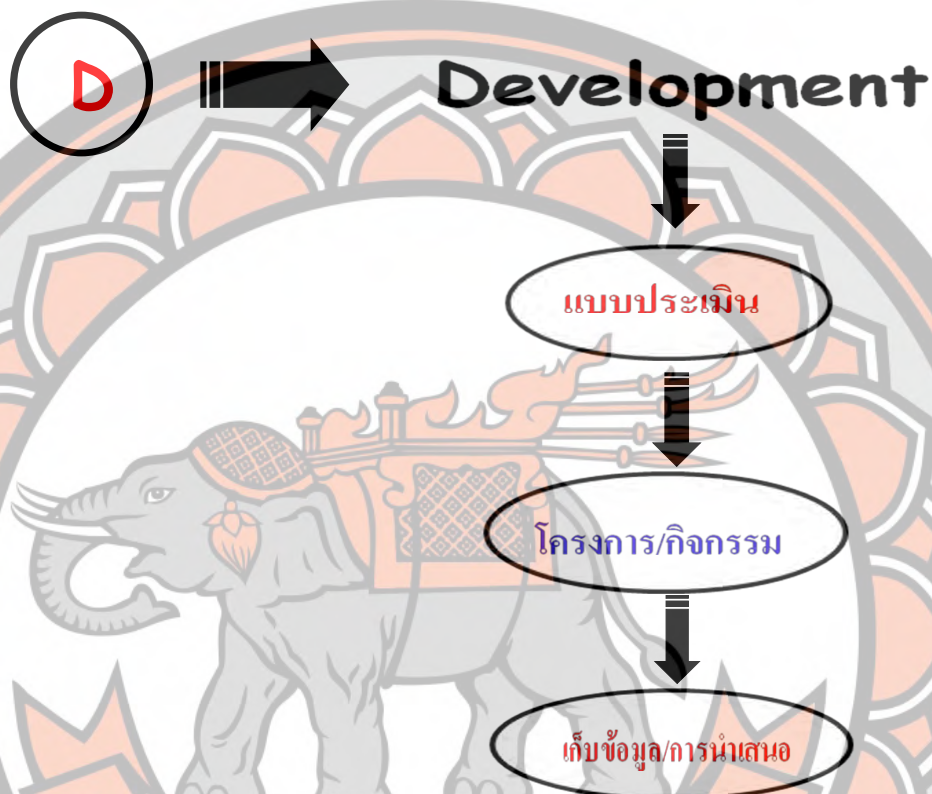 D
Development
แบบประเมิน
โครงการ/กิจกรรม
เก็บข้อมูล/การนำเสนอ